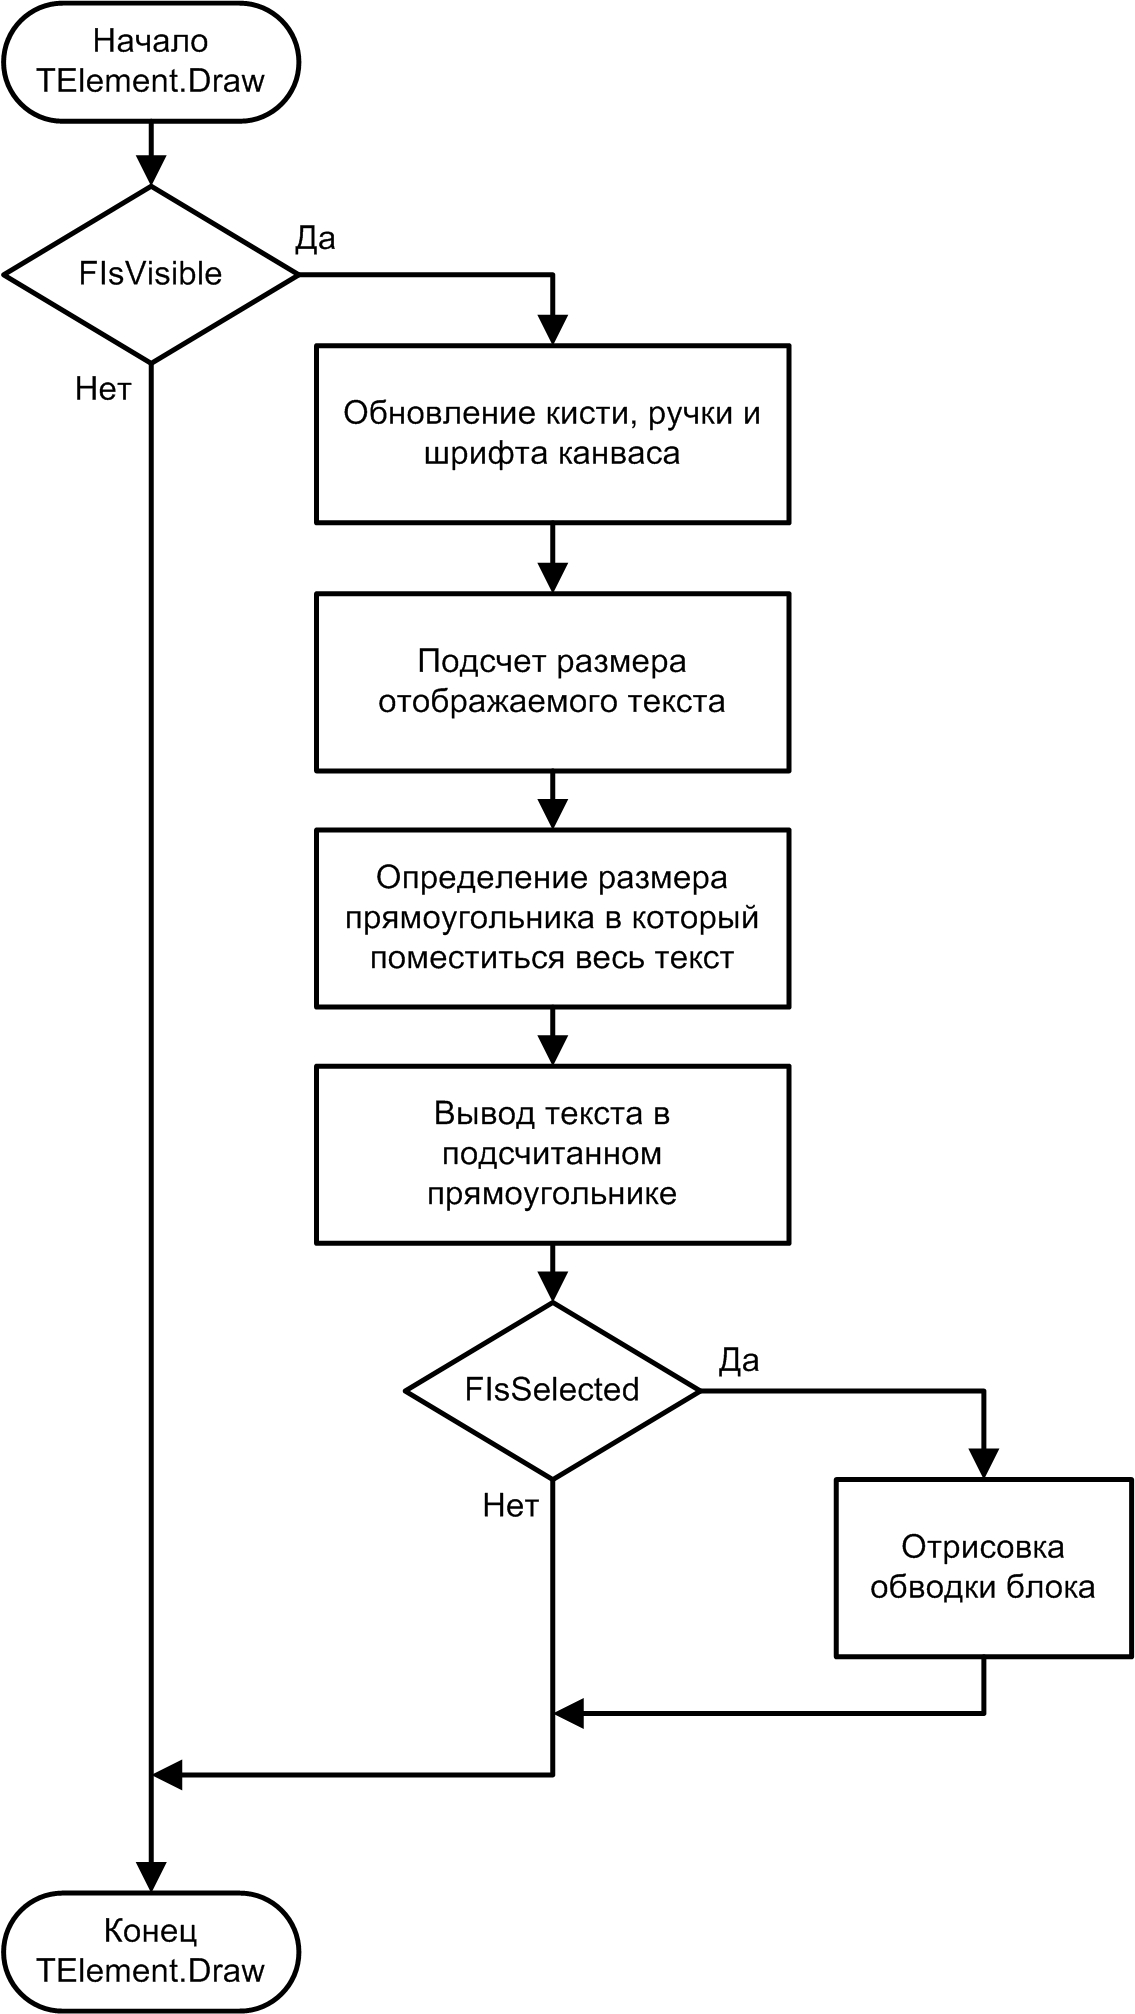 Начало
TElement.Draw
FIsVisible
Да
Нет
Обновление кисти, ручки и
шрифта канваса
Подсчет размера
отображаемого текста
Определение размера
прямоугольника в который
поместиться весь текст
Вывод текста в
подсчитанном
прямоугольнике
FIsSelected
Да
Нет
Отрисовка
обводки блока
Конец
TElement.Draw